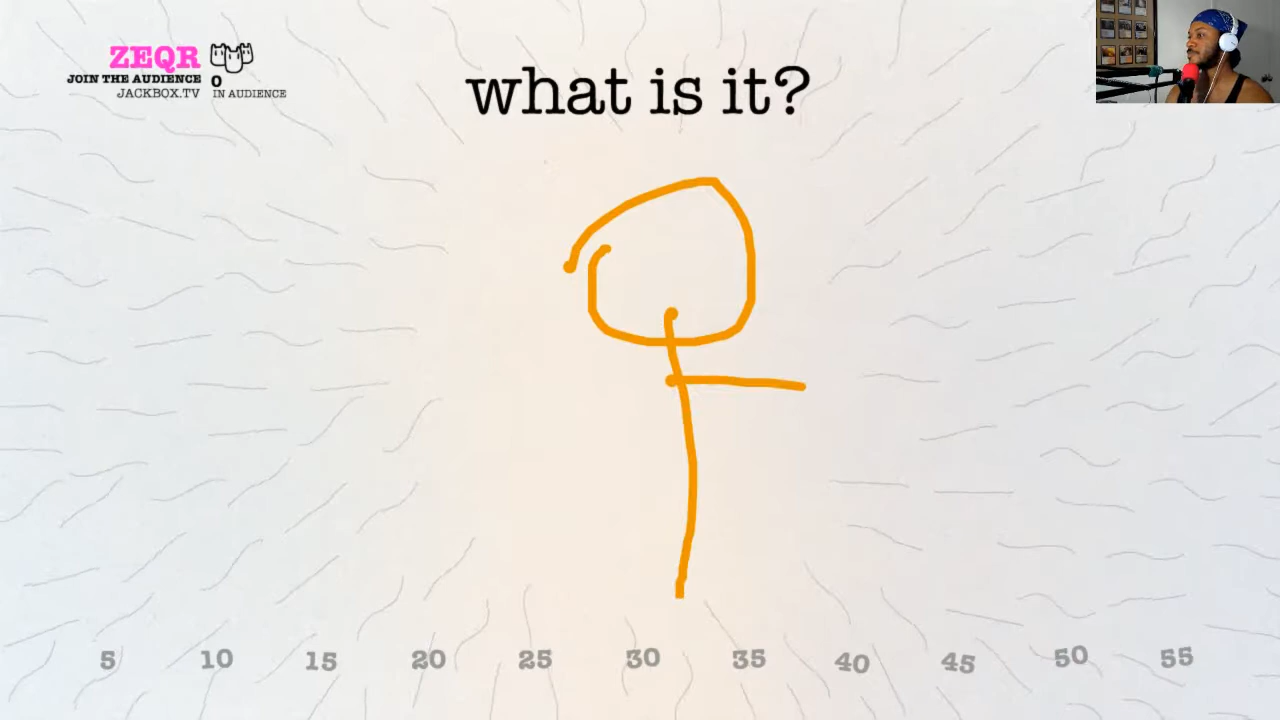 ZEQR
JOIN THE AUDIENCE 0
JACKBOX.TV IN AUDIENCE
what is it?
5 10 15 20 25 30 35 40 45 50 55